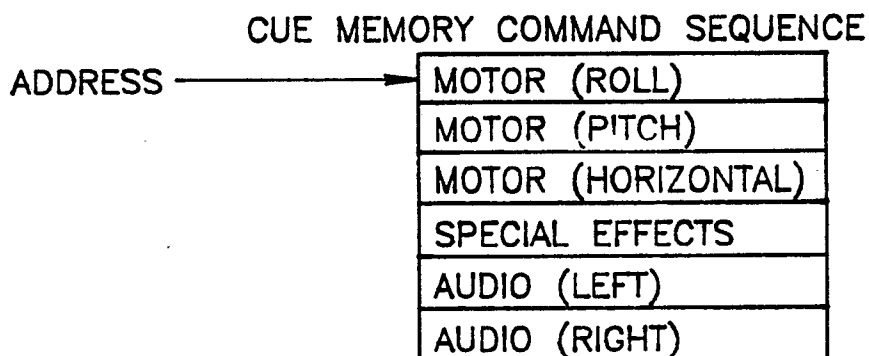 CUE MEMORY COMMAND SEQUENCE
ADDRESS
MOTOR (ROLL)
MOTOR (PITCH)
MOTOR (HORIZONTAL)
SPECIAL EFFECTS
AUDIO (LEFT)
AUDIO (RIGHT)